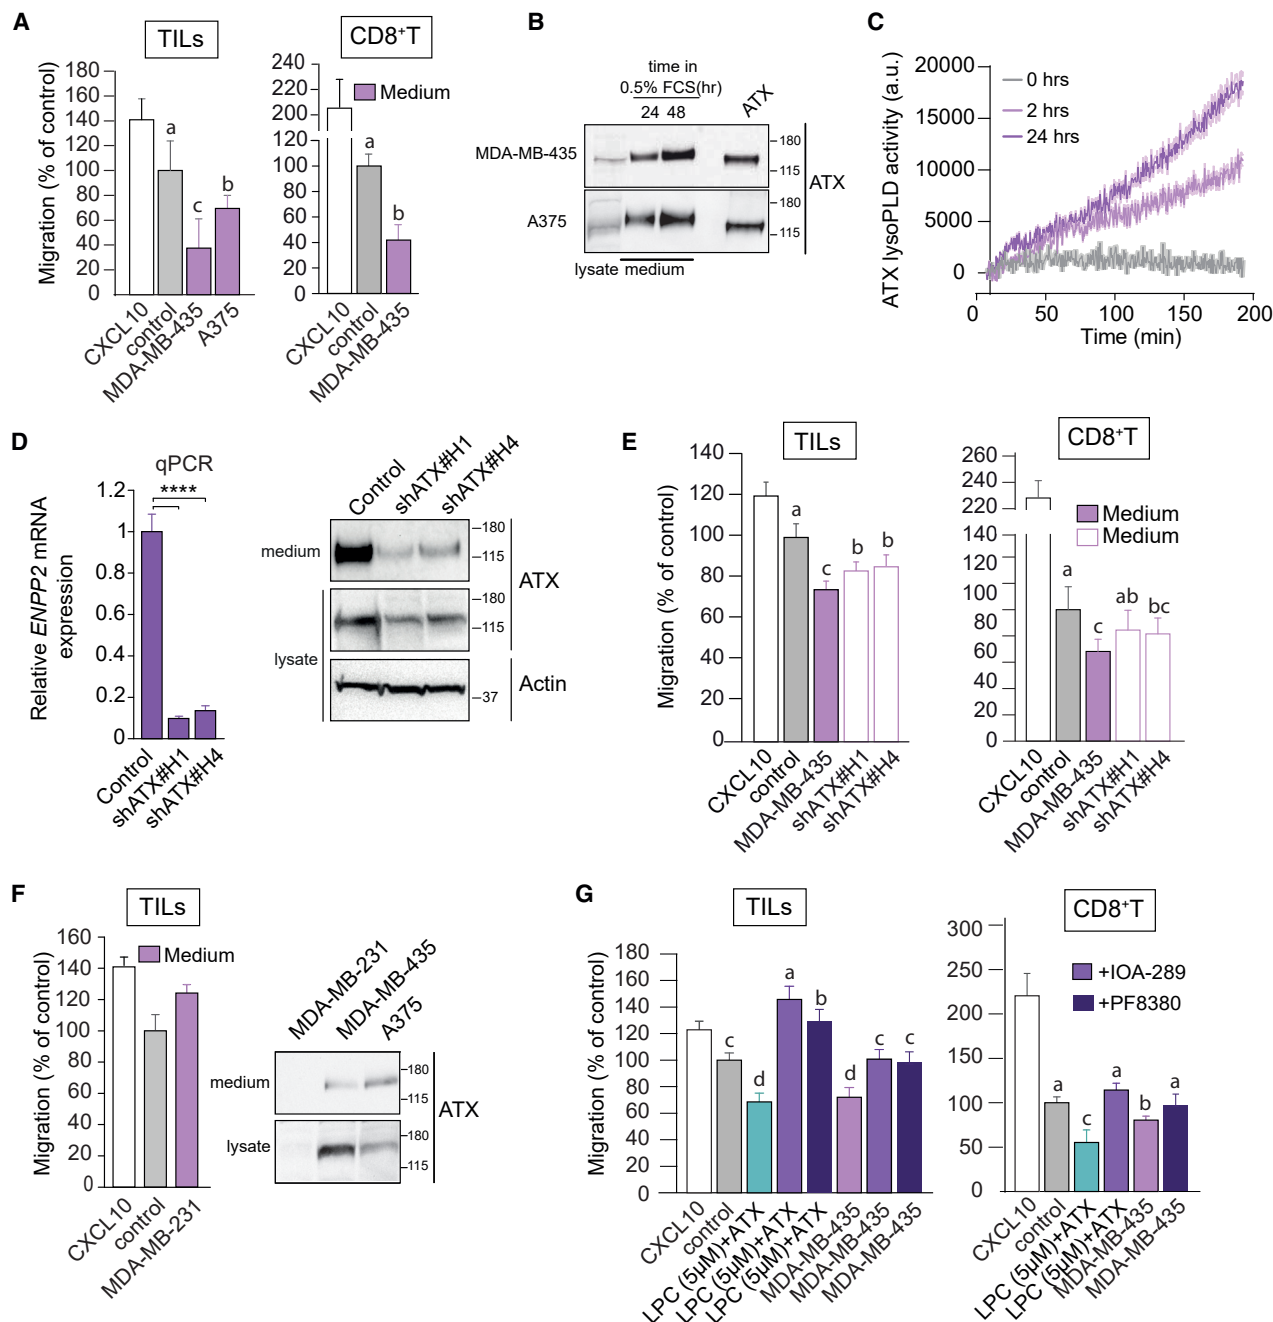 A
TILs
CD8+T
Migration (% of control)
180
160
140
120
100
80
60
40
20
0
a
c
b
CXCL10
control
MDA-MB-435
A375
240
220
200
120
100
80
60
40
20
0
Medium
a
b
CXCL10
control
MDA-MB-435
B
time in
0.5% FCS(hr)
24 48
ATX
MDA-MB-435
A375
180
115
180
115
ATX
lysate medium
C
ATX lysoPLD activity (a.u.)
20000
15000
10000
5000
0
0 hrs
2 hrs
24 hrs
0 50 100 150 200
Time (min)
D
qPCR
****
Relative ENPP2 mRNA
expression
1.2
1
0.8
0.6
0.4
0.2
0
Control
shATX#H1
shATX#H4
Control
shATX#H1
shATX#H4
medium
lysate
180
115
180
115
37
ATX
Actin
E
TILs
CD8+T
Migration (% of control)
140
120
100
80
60
40
20
0
a
c
b
b
CXCL10
control
MDA-MB-435
shATX#H1
shATX#H4
260
240
220
140
120
100
80
60
40
20
0
Medium
Medium
a
c
ab
bc
CXCL10
control
MDA-MB-435
shATX#H1
shATX#H4
F
TILs
Migration (% of control)
160
140
120
100
80
60
40
20
0
Medium
CXCL10
control
MDA-MB-231
MDA-MB-231
MDA-MB-435
A375
medium
lysate
180
115
180
115
ATX
G
TILs
CD8+T
Migration (% of control)
180
160
140
120
100
80
60
40
20
0
c
d
a
b
d
c
c
CXCL10
control
LPC (5µM)+ATX
LPC (5µM)+ATX
LPC (5µM)+ATX
MDA-MB-435
MDA-MB-435
MDA-MB-435
300
250
200
150
100
50
0
+IOA-289
+PF8380
a
c
a
b
a
CXCL10
control
LPC (5µM)+ATX
LPC (5µM)+ATX
MDA-MB-435
MDA-MB-435